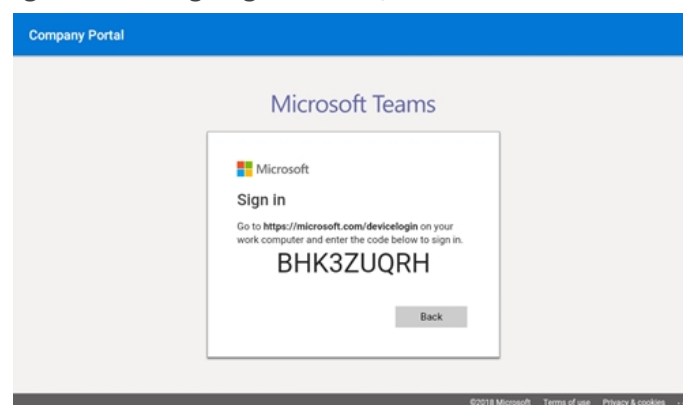 Company Portal
Microsoft Teams
Microsoft
Sign in
Go to https://microsoft.com/devicelogin on your
work computer and enter the code below to sign in.
BHK3ZUQRH
Back
©2018 Microsoft Terms of use Privacy & cookies